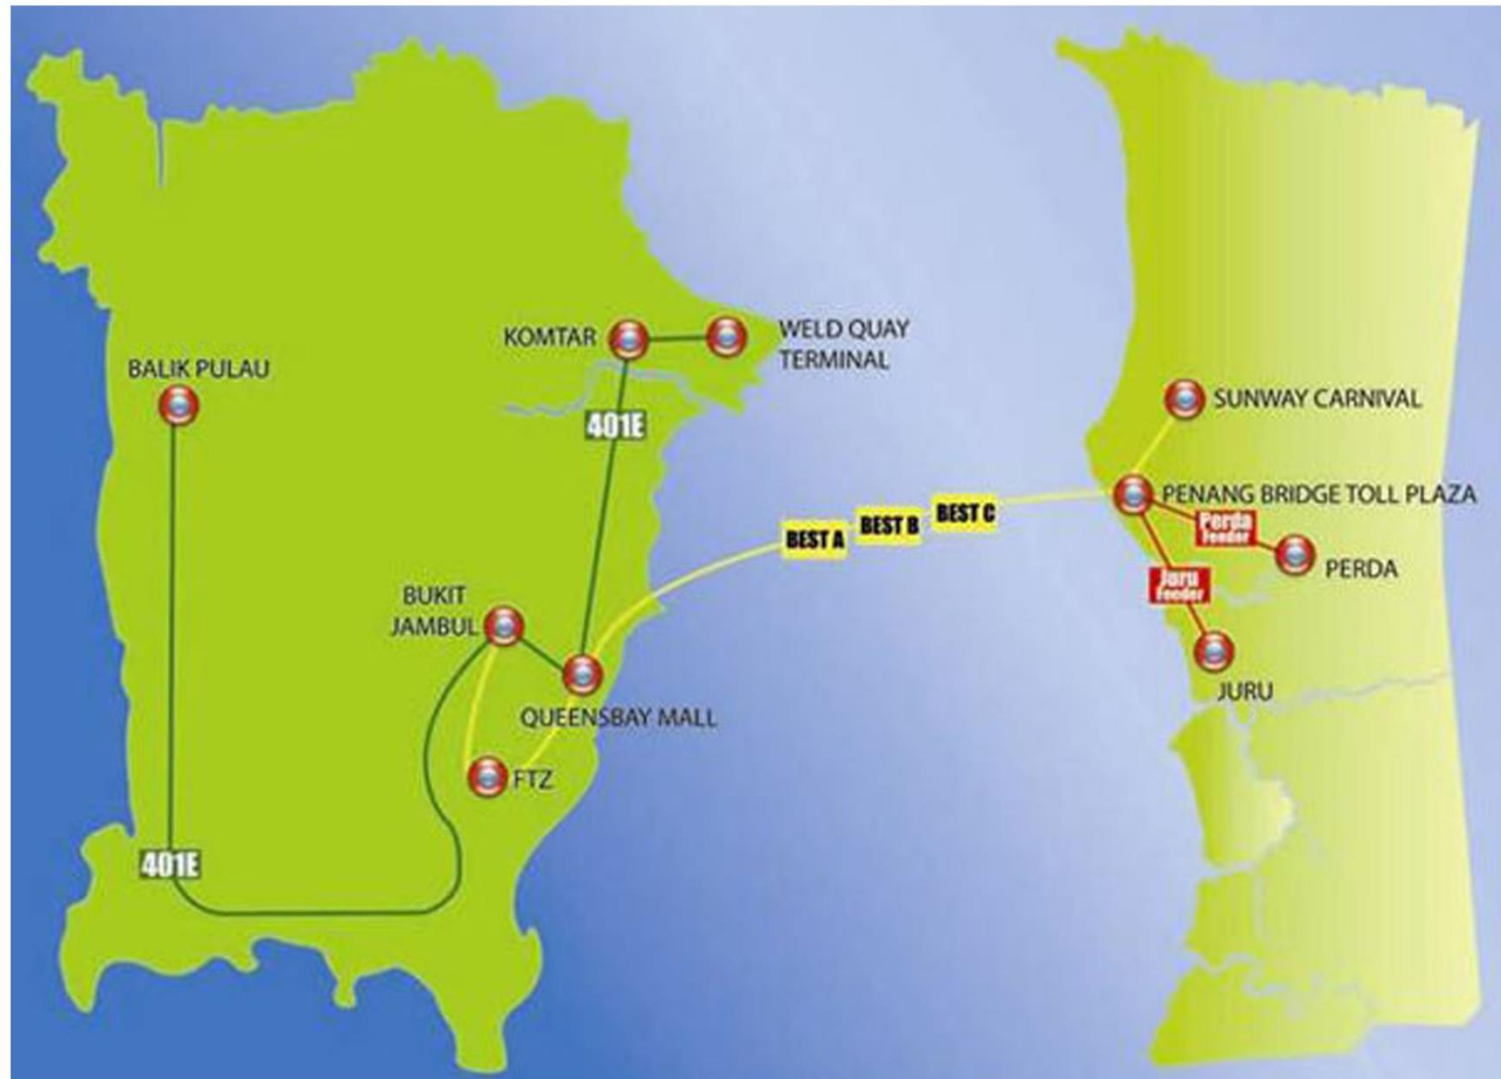 KOMTAR
WELD QUAY
TERMINAL
BALIK PULAU
401E
SUNWAY CARNIVAL
PENANG BRIDGE TOLL PLAZA
BEST A
BEST B
BEST C
Perda
Feeder
PERDA
Juru
Feeder
BUKIT
JAMBUL
JURU
QUEENSBAY MALL
FTZ
401E